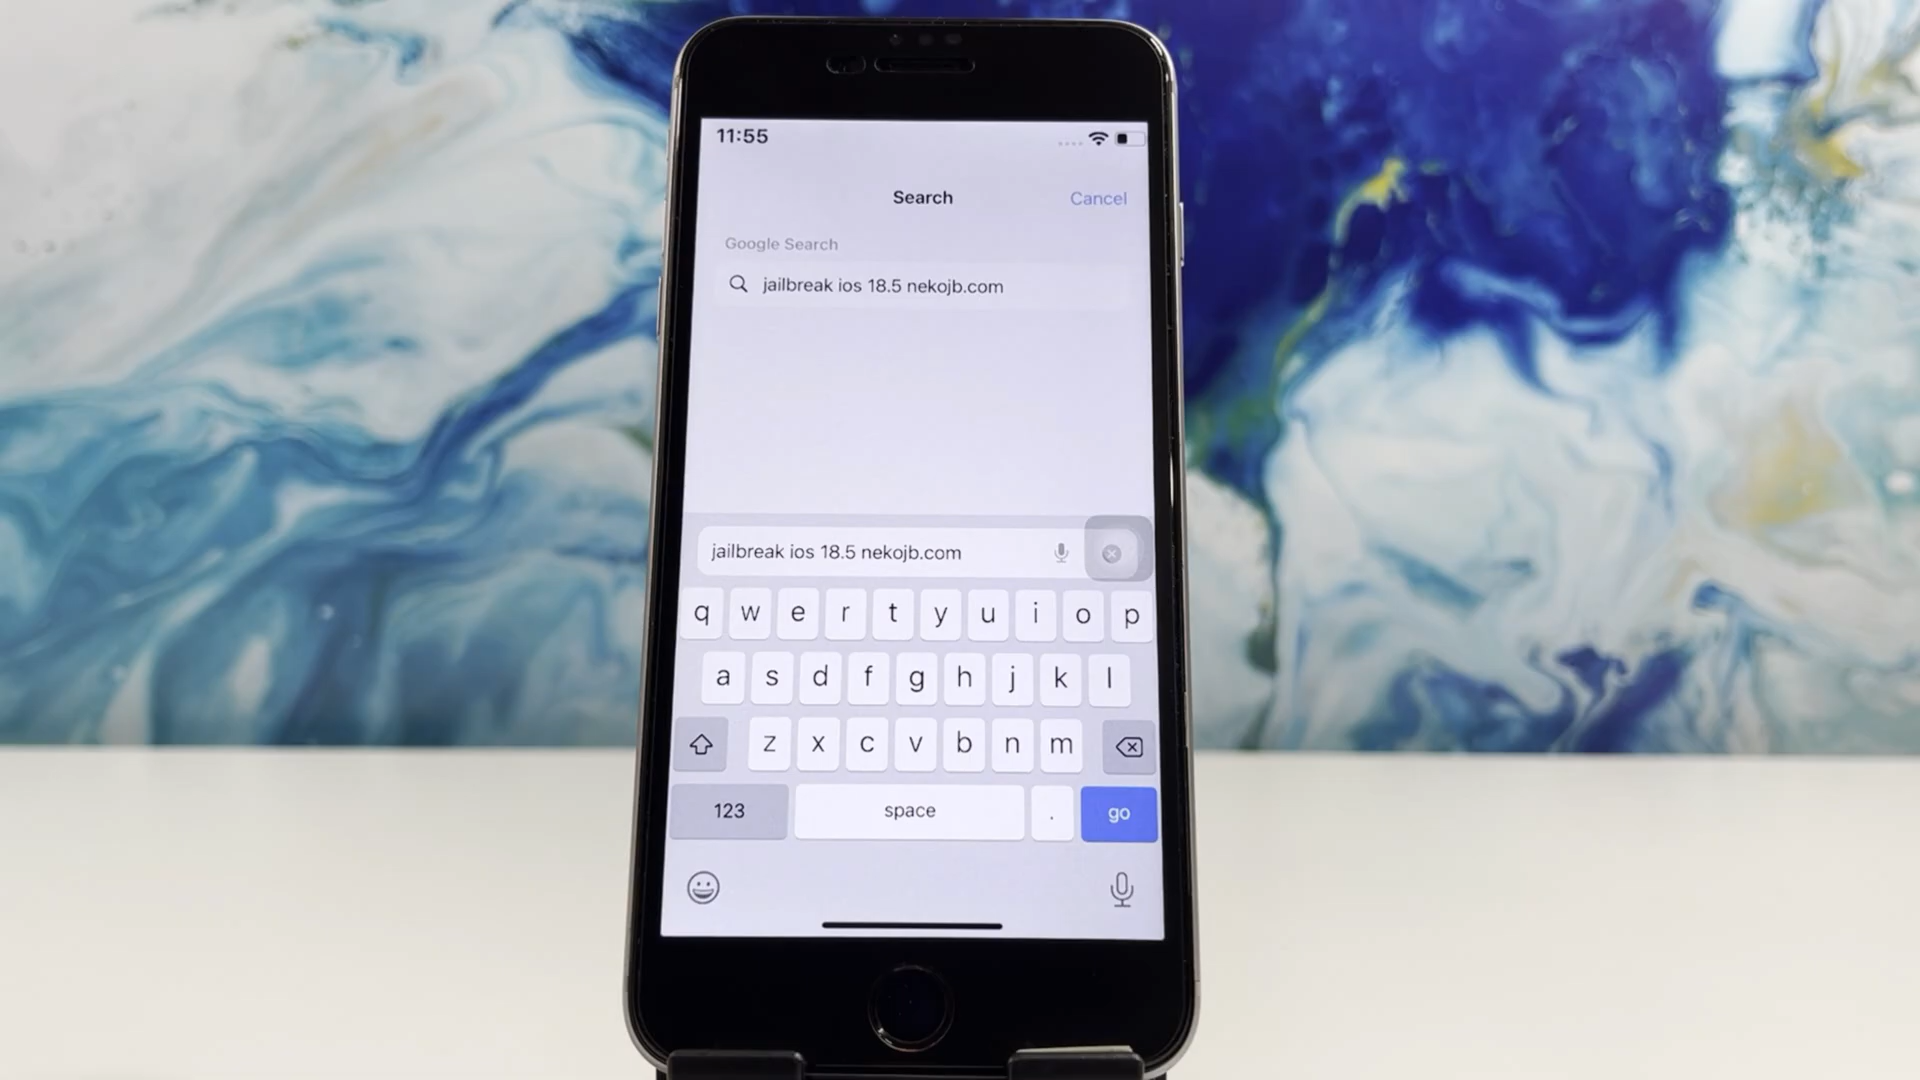 11:55
Search
Cancel
Google Search
jailbreak ios 18.5 nekojb.com
jailbreak ios 18.5 nekojb.com
q w e r t y u i o p
a s d f g h j k l
z x c v b n m
123 space . go